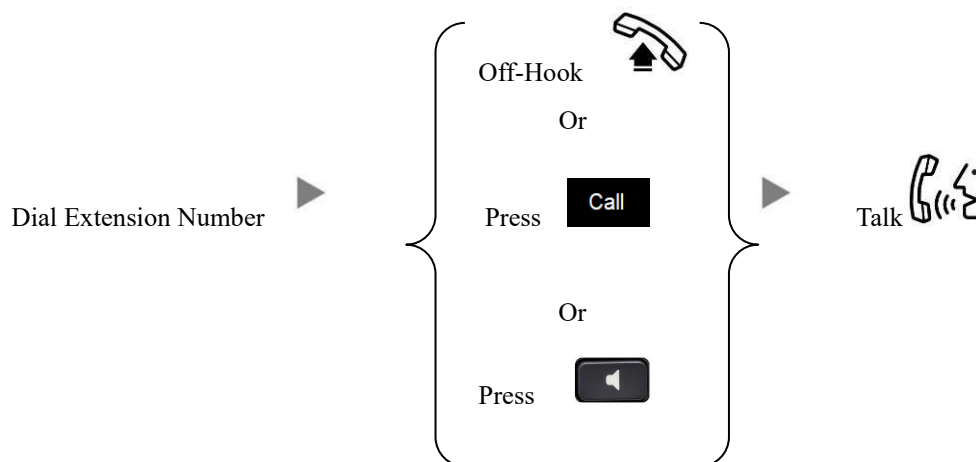 Off-Hook
Or
Dial Extension Number
Press Call
Talk
Or
Press